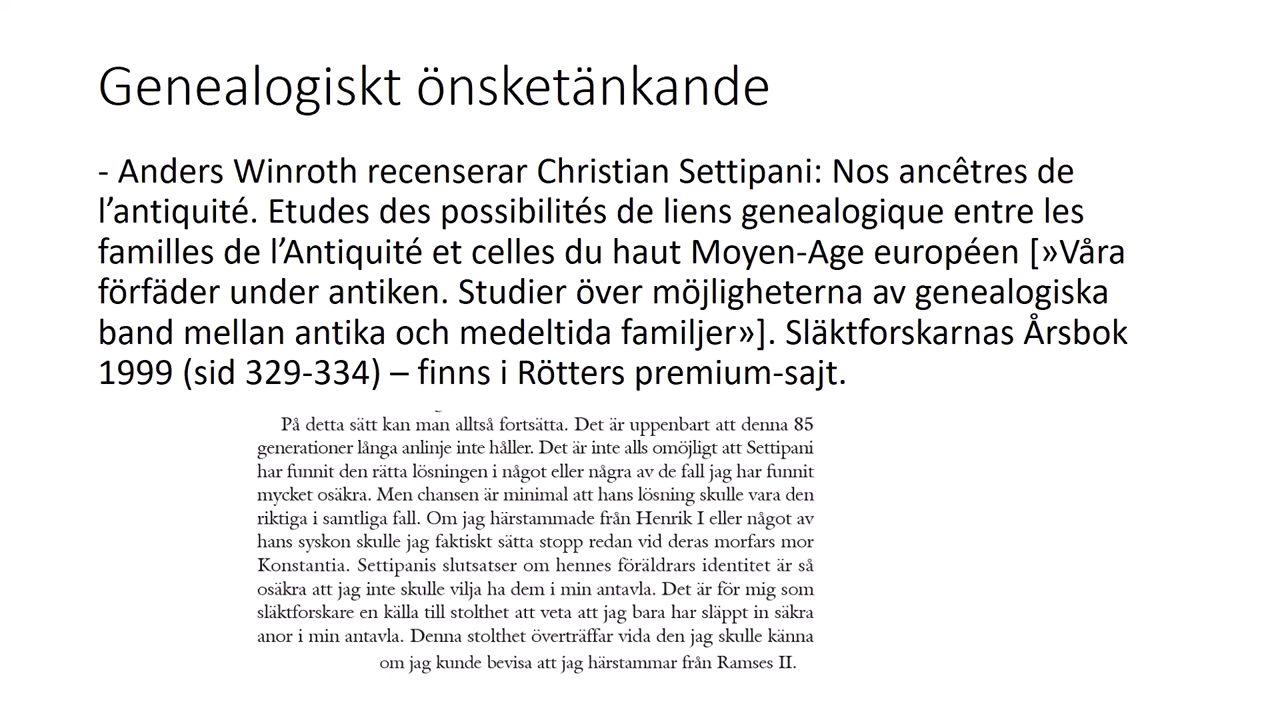 Genealogiskt önsketänkande
- Anders Winroth recenserar Christian Settipani: Nos ancêtres de
l’antiquité. Etudes des possibilités de liens genealogique entre les
familles de l’Antiquité et celles du haut Moyen-Age européen [»Våra
förfäder under antiken. Studier över möjligheterna av genealogiska
band mellan antika och medeltida familjer»]. Släktforskarnas Årsbok
1999 (sid 329-334) – finns i Rötters premium-sajt.
På detta sätt kan man alltså fortsätta. Det är uppenbart att denna 85
generationer långa anlinje inte håller. Det är inte alls omöjligt att Settipani
har funnit den rätta lösningen i något eller några av de fall jag har funnit
mycket osäkra. Men chansen är minimal att hans lösning skulle vara den
riktiga i samtliga fall. Om jag härstammade från Henrik I eller något av
hans syskon skulle jag faktiskt sätta stopp redan vid deras morfars mor
Konstantia. Settipanis slutsatser om hennes föräldrars identitet är så
osäkra att jag inte skulle vilja ha dem i min antavla. Det är för mig som
släktforskare en källa till stolthet att veta att jag bara har släppt in säkra
anor i min antavla. Denna stolthet överträffar vida den jag skulle känna
om jag kunde bevisa att jag härstammar från Ramses II.